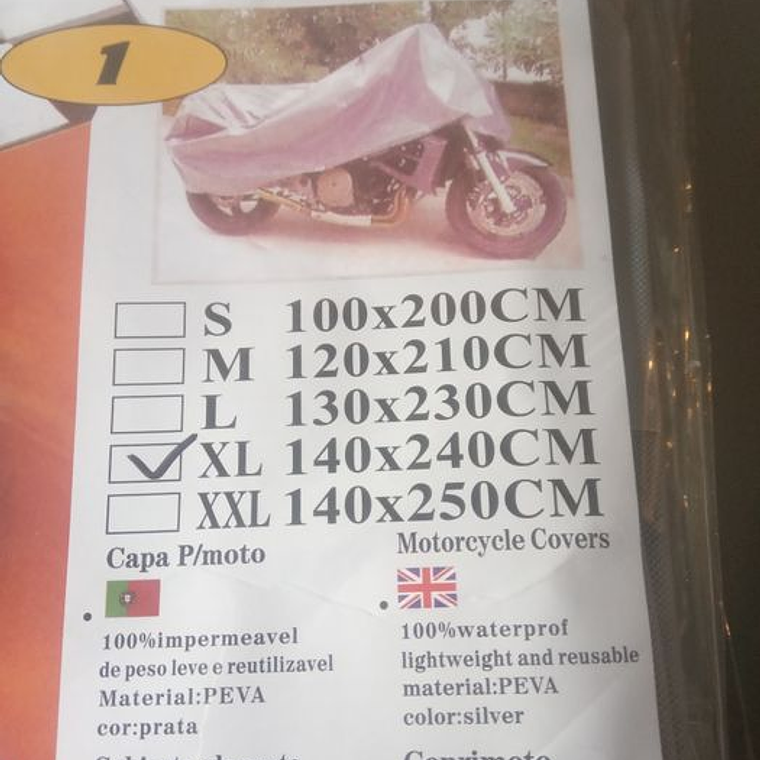 1
S 100x200CM
M 120x210CM
L 130x230CM
XL 140x240CM
XXL 140x250CM
Capa P/moto
100%impermeavel
de peso leve e reutilizavel
Material:PEVA
cor:prata
Motorcycle Covers
100%waterprof
lightweight and reusable
material:PEVA
color:silver
Coprimoto